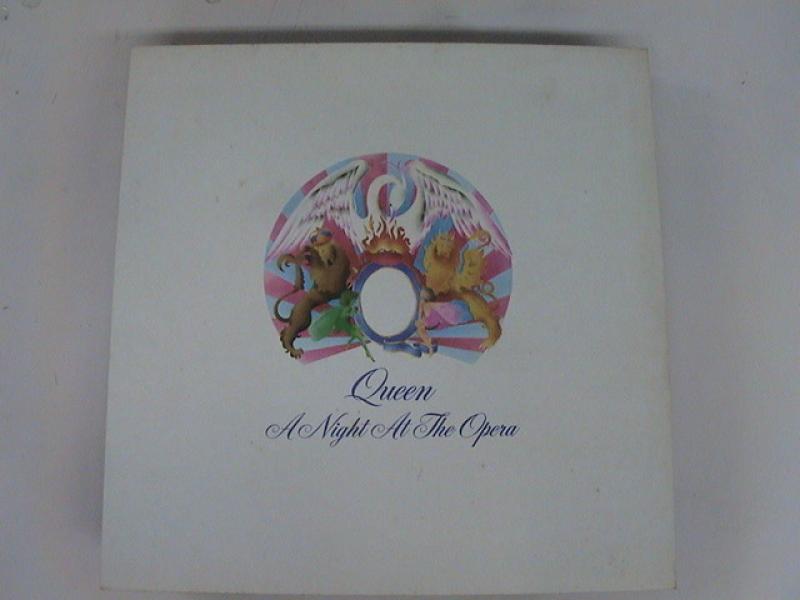 Queen
A Night At The Opera